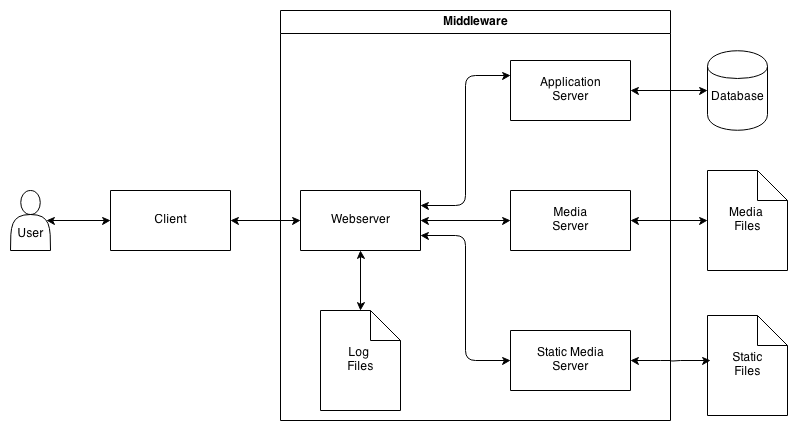 Middleware
Application
Server
Database
User
Client
Webserver
Media
Server
Media
Files
Log
Files
Static Media
Server
Static
Files